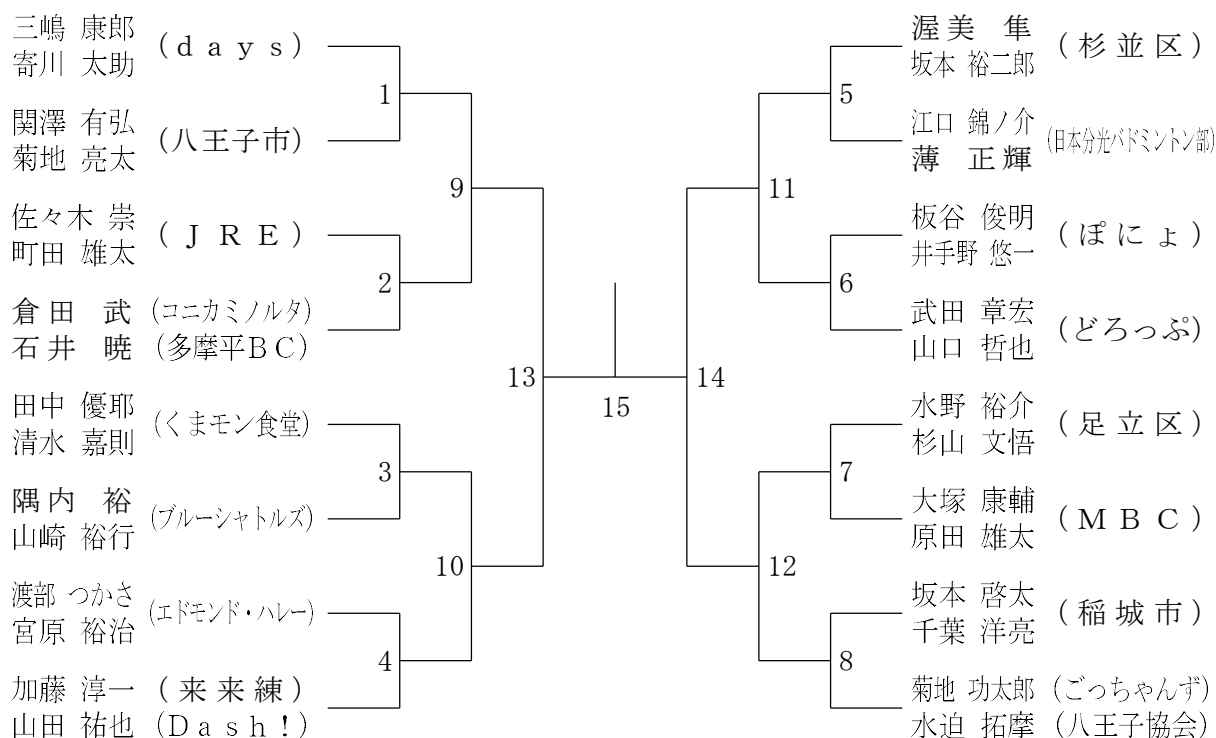 三嶋 康郎 (days)
寄川 太助
1
関澤 有弘 (八王子市)
菊地 亮太
9
佐々木 崇 (JRE)
町田 雄太
2
倉田 武 (コニカミノルタ)
石井 暁 (多摩平BC)
13
田中 優耶 (くまモン食堂)
清水 嘉則
3
隅内 裕 (ブルーシャトルズ)
山崎 裕行
10
渡部 つかさ (エドモンド・ハレー)
宮原 裕治
4
加藤 淳一 (来来練)
山田 祐也 (Dash!)
15
渥美 隼 (杉並区)
坂本 裕二郎
5
江口 錦ノ介 (日本分光バドミントン部)
薄 正輝
11
板谷 俊明 (ぽにょ)
井手野 悠一
6
武田 章宏 (どろっぷ)
山口 哲也
14
水野 裕介 (足立区)
杉山 文悟
7
大塚 康輔 (MBC)
原田 雄太
12
坂本 啓太 (稲城市)
千葉 洋亮
8
菊地 功太郎 (ごっちゃんず)
水迫 拓摩 (八王子協会)